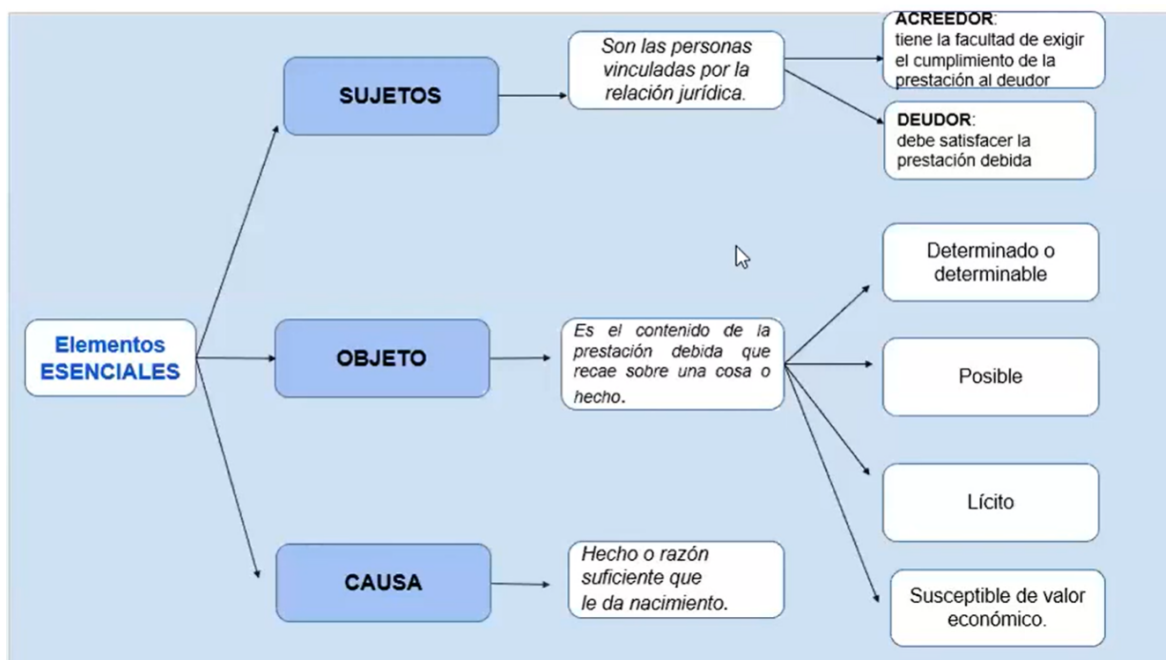 Elementos
ESENCIALES
SUJETOS
Son las personas
vinculadas por la
relación jurídica.
ACREEDOR:
tiene la facultad de exigir
el cumplimiento de la
prestación al deudor
DEUDOR:
debe satisfacer la
prestación debida
OBJETO
Es el contenido de la
prestación debida que
recae sobre una cosa o
hecho.
Determinado o
determinable
Posible
Lícito
Susceptible de valor
económico.
CAUSA
Hecho o razón
suficiente que
le da nacimiento.